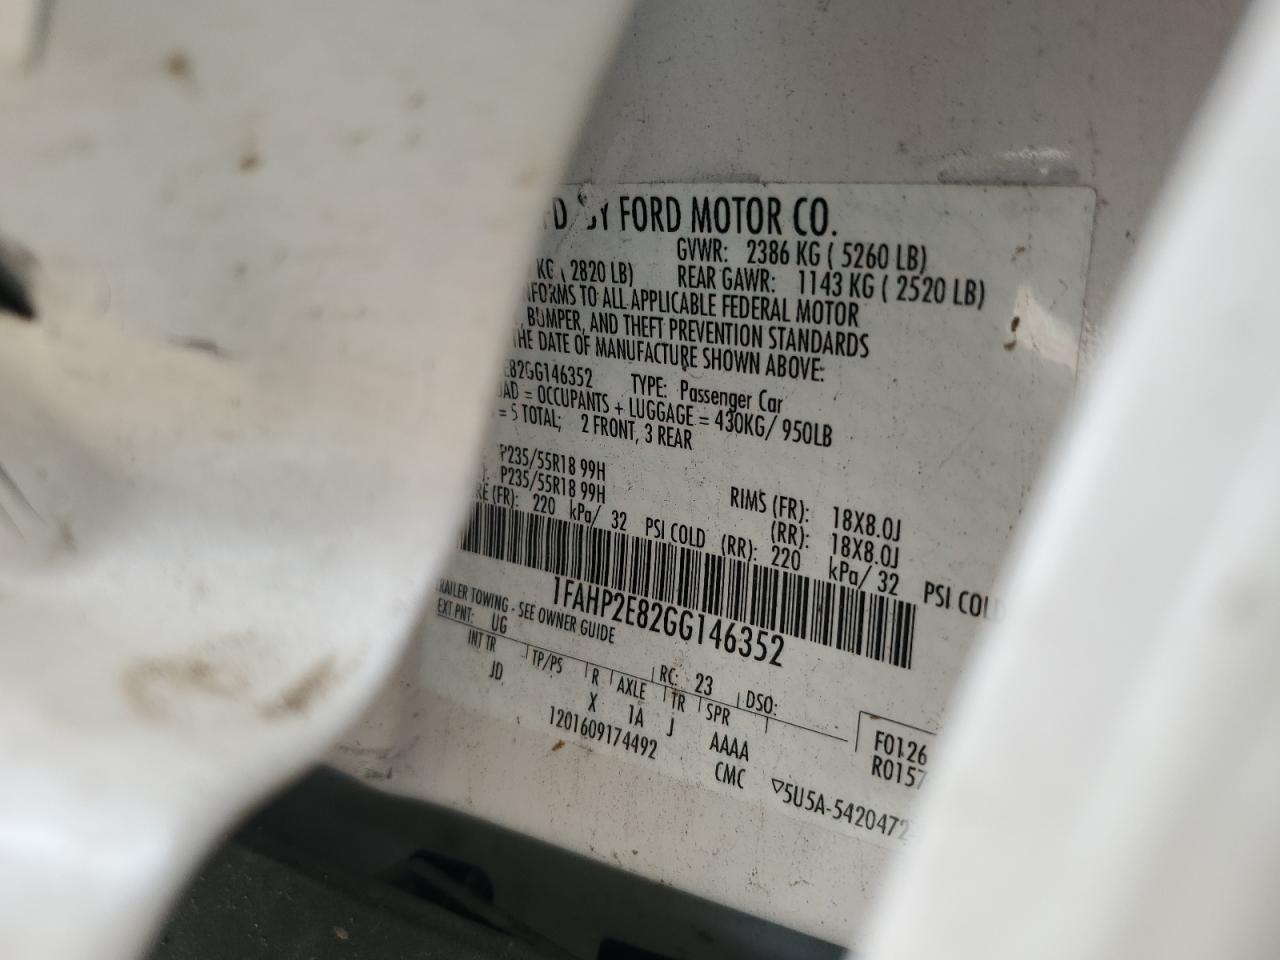 BY FORD MOTOR CO.
GVWR: 2386 KG ( 5260 LB)
KG ( 2820 LB) REAR GAWR: 1143 KG ( 2520 LB)
TO ALL APPLICABLE FEDERAL MOTOR
, BUMPER, AND THEFT PREVENTION STANDARDS
THE DATE OF MANUFACTURE SHOWN ABOVE:
E82GG146352 TYPE: Passenger Car
= OCCUPANTS + LUGGAGE = 430KG/ 950LB
= 5 TOTAL; 2 FRONT, 3 REAR
P235/55R18 99H RIMS (FR): 18X8.0J
P235/55R18 99H (RR): 18X8.0J
(FR): 220 kPa/ 32 PSI COLD (RR): 220 kPa/ 32 PSI COLD
1FAHP2E82GG146352
TOWING - SEE OWNER GUIDE
EXT PNT: UG RC: 23 DSO:
INT TR TP/PS R AXLE TR SPR F0126
JD X 1A J AAAA R0157
1201609174492 CMC ▽5U5A-5420472-